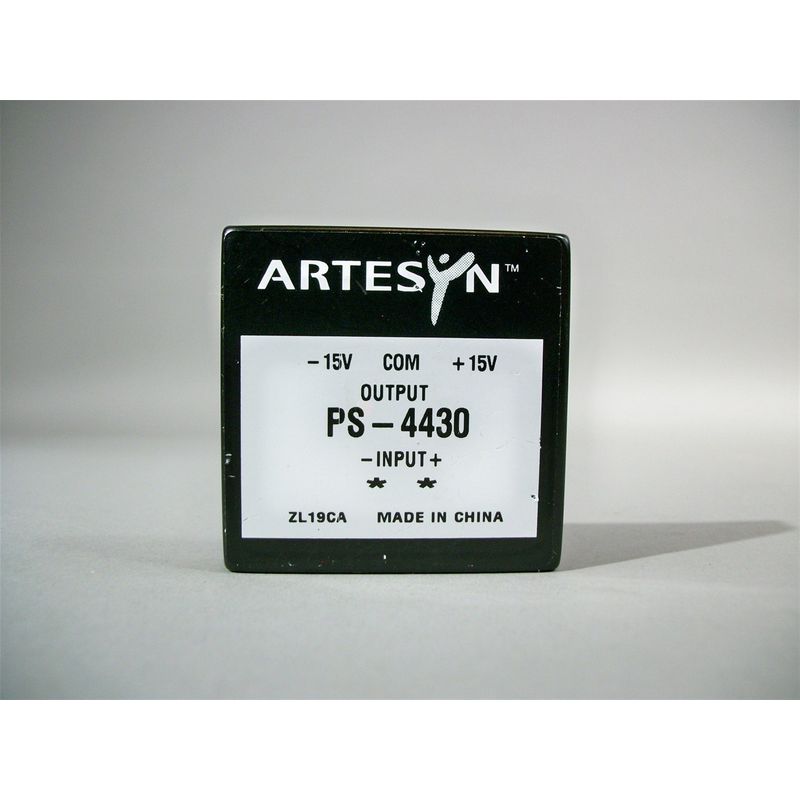 ARTESYN™
-15V COM +15V
OUTPUT
PS-4430
-INPUT+
* *
ZL19CA MADE IN CHINA